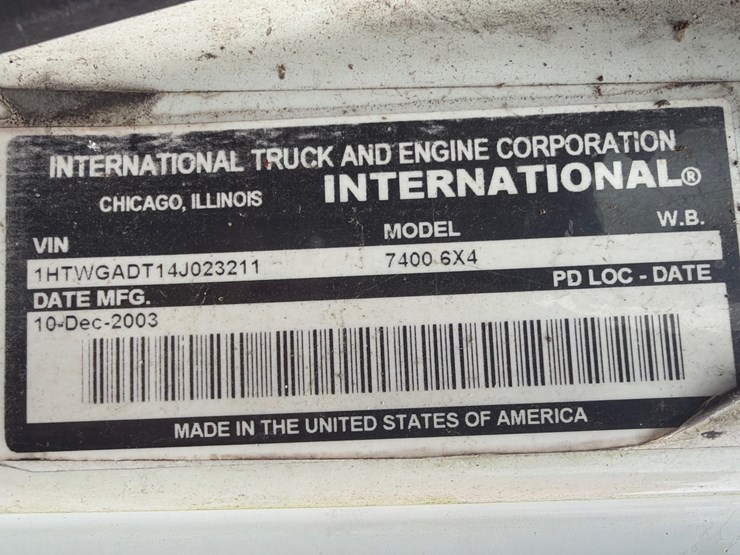 INTERNATIONAL TRUCK AND ENGINE CORPORATION
CHICAGO, ILLINOIS INTERNATIONAL®
VIN MODEL W.B.
1HTWGADT14J023211 7400 6X4
DATE MFG. PD LOC - DATE
10-Dec-2003
MADE IN THE UNITED STATES OF AMERICA